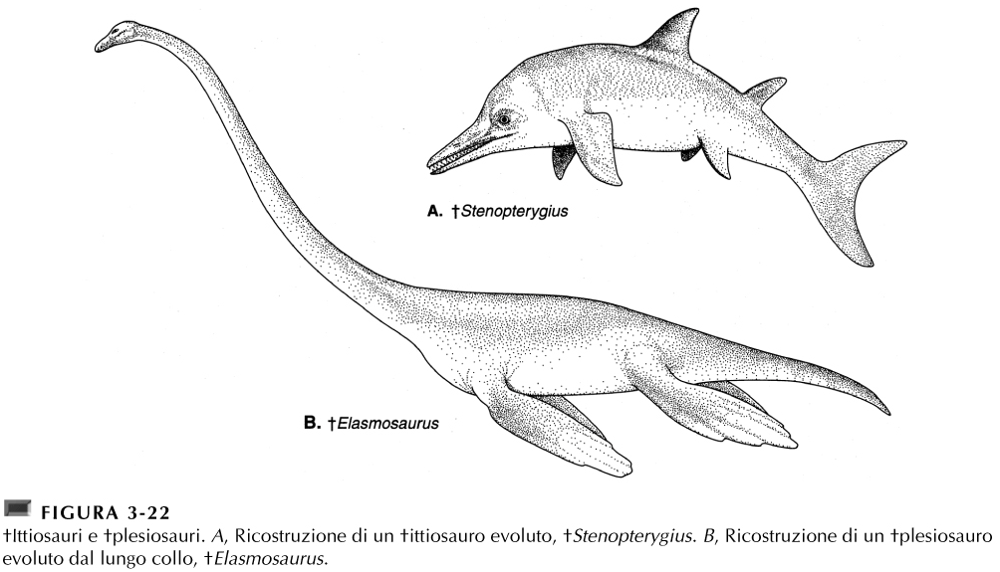 A. †Stenopterygius
B. †Elasmosaurus
FIGURA 3-22
†Ittiosauri e †plesiosauri. A, Ricostruzione di un †ittiosauro evoluto, †Stenopterygius. B, Ricostruzione di un †plesiosauro
evoluto dal lungo collo, †Elasmosaurus.